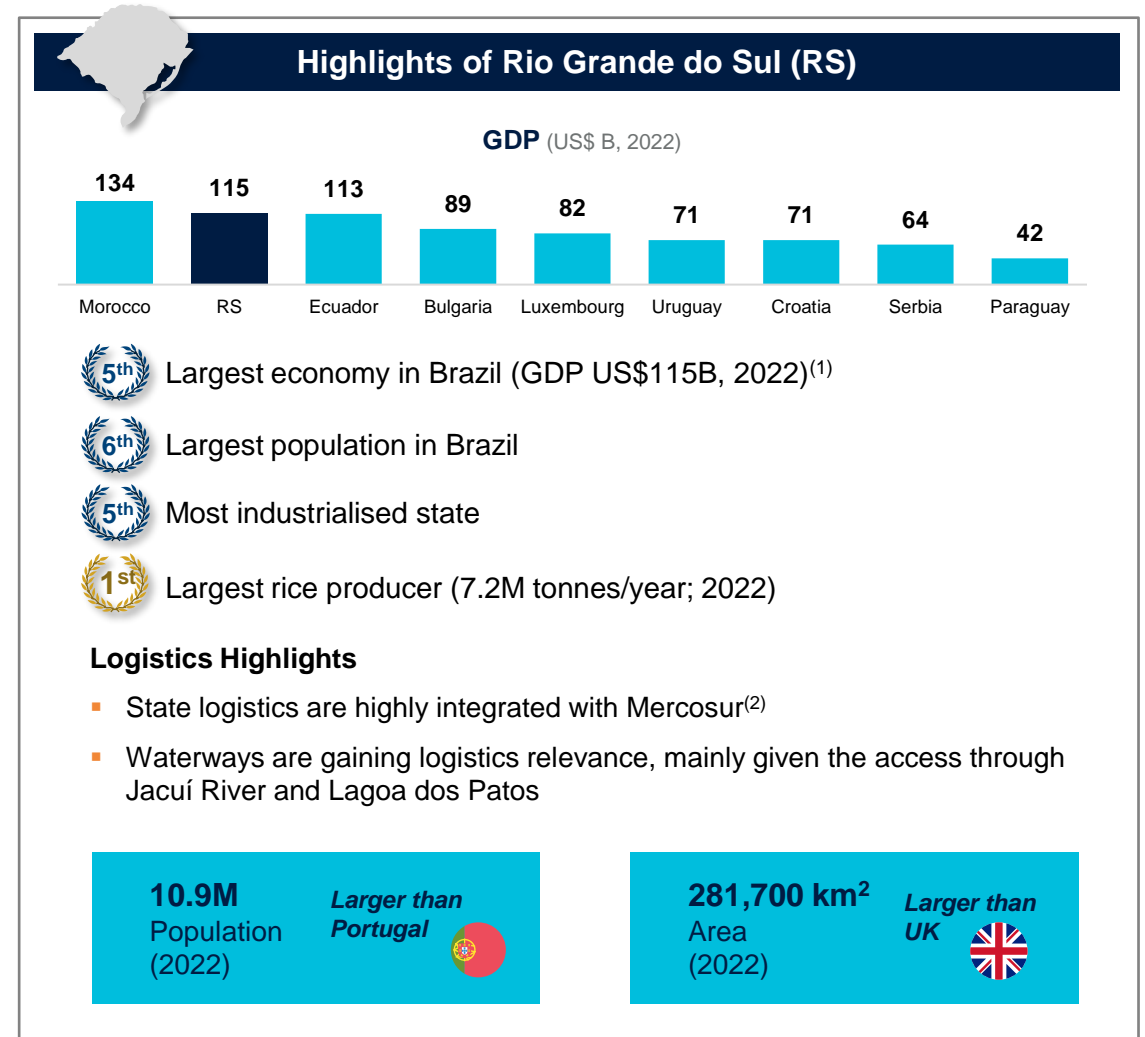 Highlights of Rio Grande do Sul (RS)
GDP (US$ B, 2022)
134 115 113 89 82 71 71 64 42
Morocco RS Ecuador Bulgaria Luxembourg Uruguay Croatia Serbia Paraguay
5th Largest economy in Brazil (GDP US$115B, 2022)(1)
6th Largest population in Brazil
5th Most industrialised state
1st Largest rice producer (7.2M tonnes/year; 2022)
Logistics Highlights
▪ State logistics are highly integrated with Mercosur(2)
▪ Waterways are gaining logistics relevance, mainly given the access through
Jacuí River and Lagoa dos Patos
10.9M
Population
(2022)
Larger than
Portugal
281,700 km2
Area
(2022)
Larger than
UK